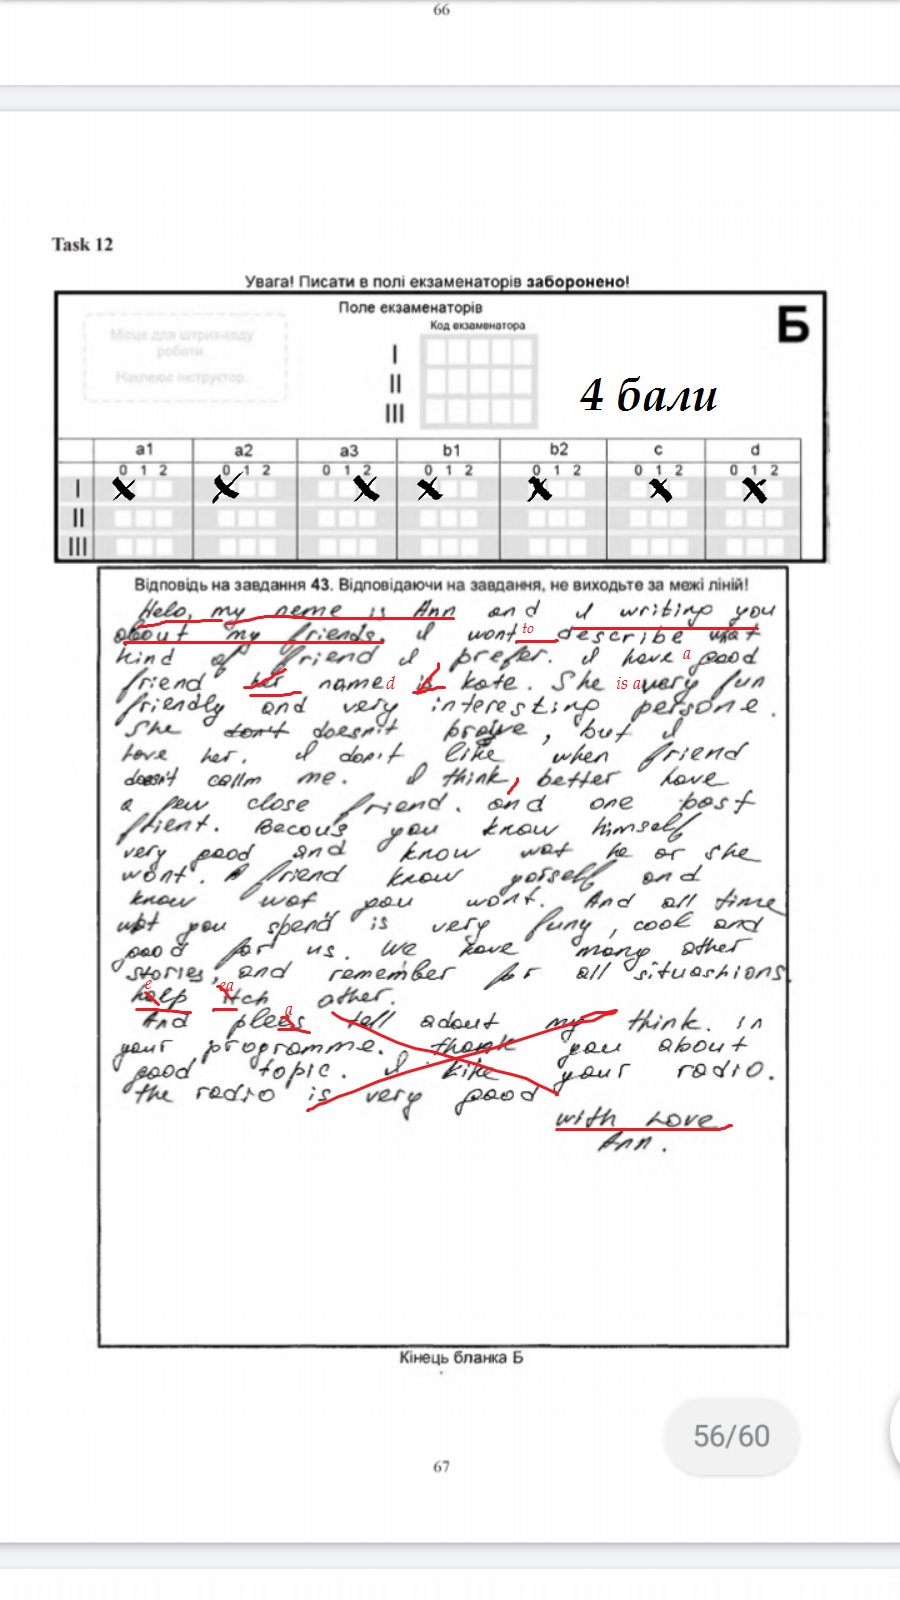 66
Task 12
Увага! Писати в полі екзаменаторів заборонено!
Поле екзаменаторів
Код екзаменатора
Місце для штрих-коду
роботи.
Наклеює інструктор.
Б
I
II
III
4 бали
a1 a2 a3 b1 b2 c d
0 1 2 0 1 2 0 1 2 0 1 2 0 1 2 0 1 2 0 1 2
I
II
III
Відповідь на завдання 43. Відповідаючи на завдання, не виходьте за межі ліній!
Helo, my neme is Ann and I writing you
about my friends. I wont to describe wat
kind of friend I prefer. I have a good
friend her named is kate. She is a very fun
friendly and very interesting persone.
She don't doesn't , but I
Love her. I don't like when friend
doesn't callm me. I think, better have
a few close friend. and one bast
frient. Becous you know himself
very good and know wat he or she
wont. A friend know yorself and
know wat you wont. And all time
wat you spend is very funy, cook and
good for us. We have many other
stories, and remember for all situashions,
halp e itch ea other.
And plees a tell adout my think. in
your programme. thank you about
good topic. I like your radio.
the radio is very good
with Love
Ann.
Кінець бланка Б
56/60
67